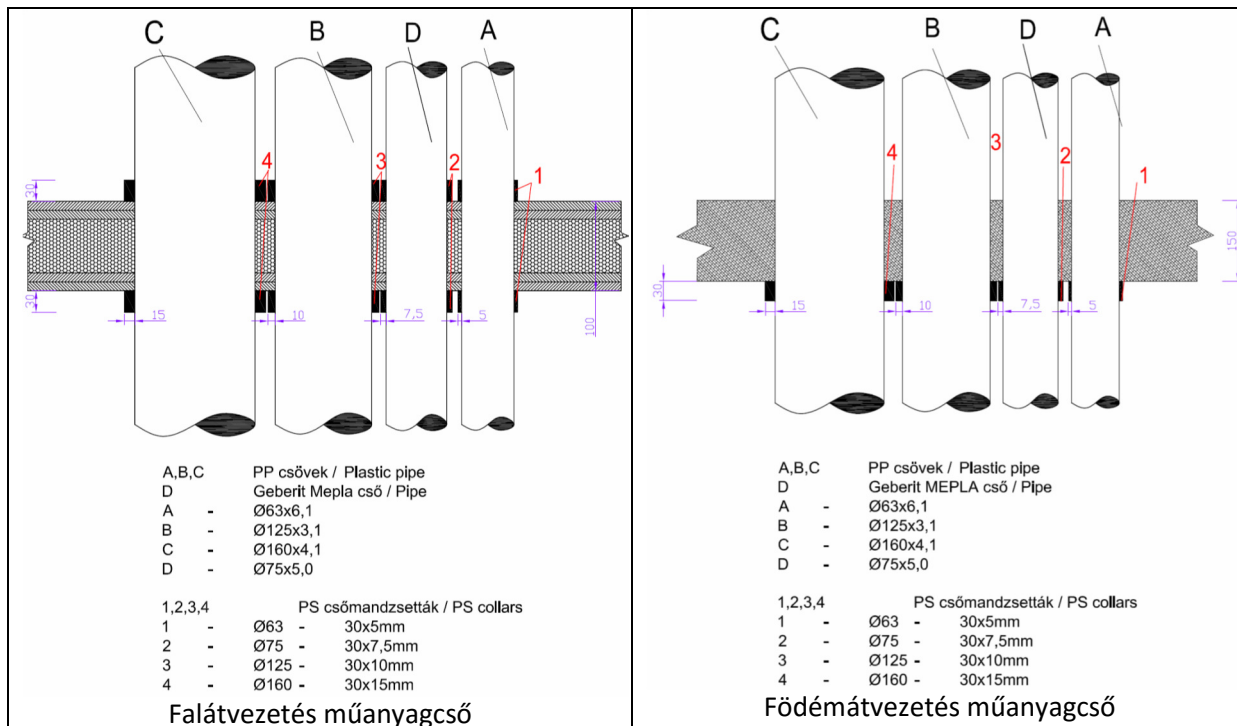 C B D A
4 3 2 1
30
30
15 10 7,5 5 100
A,B,C PP csövek / Plastic pipe
D Geberit Mepla cső / Pipe
A - Ø63x6,1
B - Ø125x3,1
C - Ø160x4,1
D - Ø75x5,0
1,2,3,4 PS csőmandzsetták / PS collars
1 - Ø63 - 30x5mm
2 - Ø75 - 30x7,5mm
3 - Ø125 - 30x10mm
4 - Ø160 - 30x15mm
Falátvezetés műanyagcső
C B D A
4 3 2 1
150
30
15 10 7,5 5
A,B,C PP csövek / Plastic pipe
D Geberit MEPLA cső / Pipe
A - Ø63x6,1
B - Ø125x3,1
C - Ø160x4,1
D - Ø75x5,0
1,2,3,4 PS csőmandzsetták / PS collars
1 - Ø63 - 30x5mm
2 - Ø75 - 30x7,5mm
3 - Ø125 - 30x10mm
4 - Ø160 - 30x15mm
Födémátvezetés műanyagcső